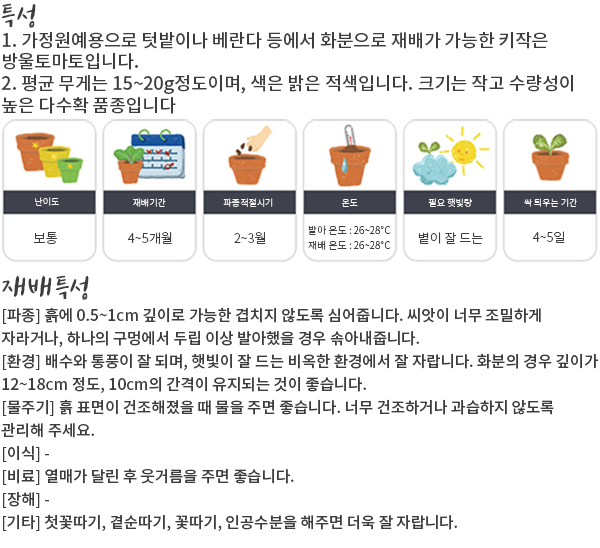 특성
1. 가정원예용으로 텃밭이나 베란다 등에서 화분으로 재배가 가능한 키작은
방울토마토입니다.
2. 평균 무게는 15~20g정도이며, 색은 밝은 적색입니다. 크기는 작고 수량성이
높은 다수확 품종입니다
난이도
보통
재배기간
4~5개월
파종적절시기
2~3월
온도
발아 온도 : 26~28°C
재배 온도 : 26~28°C
필요 햇빛량
볕이 잘 드는
싹 틔우는 기간
4~5일
재배특성
[파종] 흙에 0.5~1cm 깊이로 가능한 겹치지 않도록 심어줍니다. 씨앗이 너무 조밀하게
자라거나, 하나의 구멍에서 두립 이상 발아했을 경우 솎아내줍니다.
[환경] 배수와 통풍이 잘 되며, 햇빛이 잘 드는 비옥한 환경에서 잘 자랍니다. 화분의 경우 깊이가
12~18cm 정도, 10cm의 간격이 유지되는 것이 좋습니다.
[물주기] 흙 표면이 건조해졌을 때 물을 주면 좋습니다. 너무 건조하거나 과습하지 않도록
관리해 주세요.
[이식] -
[비료] 열매가 달린 후 웃거름을 주면 좋습니다.
[장해] -
[기타] 첫꽃따기, 곁순따기, 꽃따기, 인공수분을 해주면 더욱 잘 자랍니다.